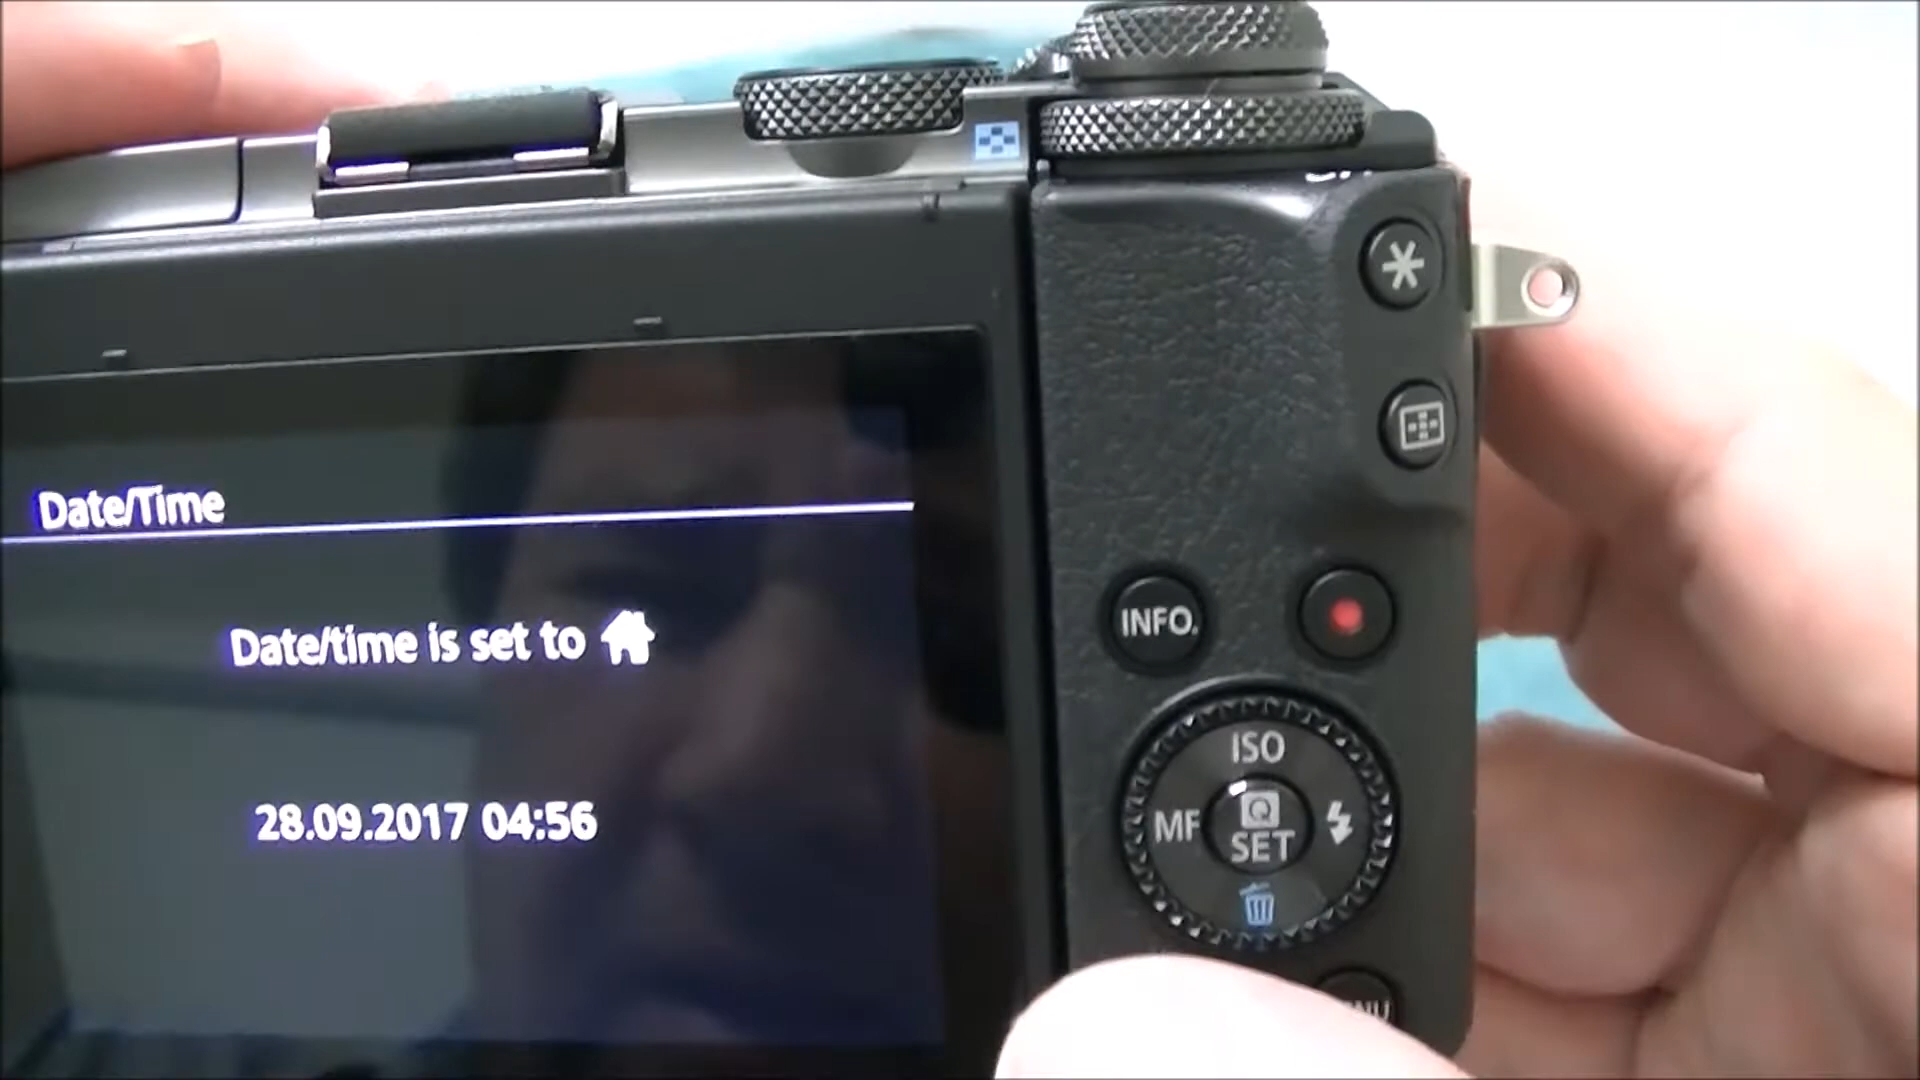 Date/Time
Date/time is set to
28.09.2017 04:56
INFO.
ISO
MF
Q
SET